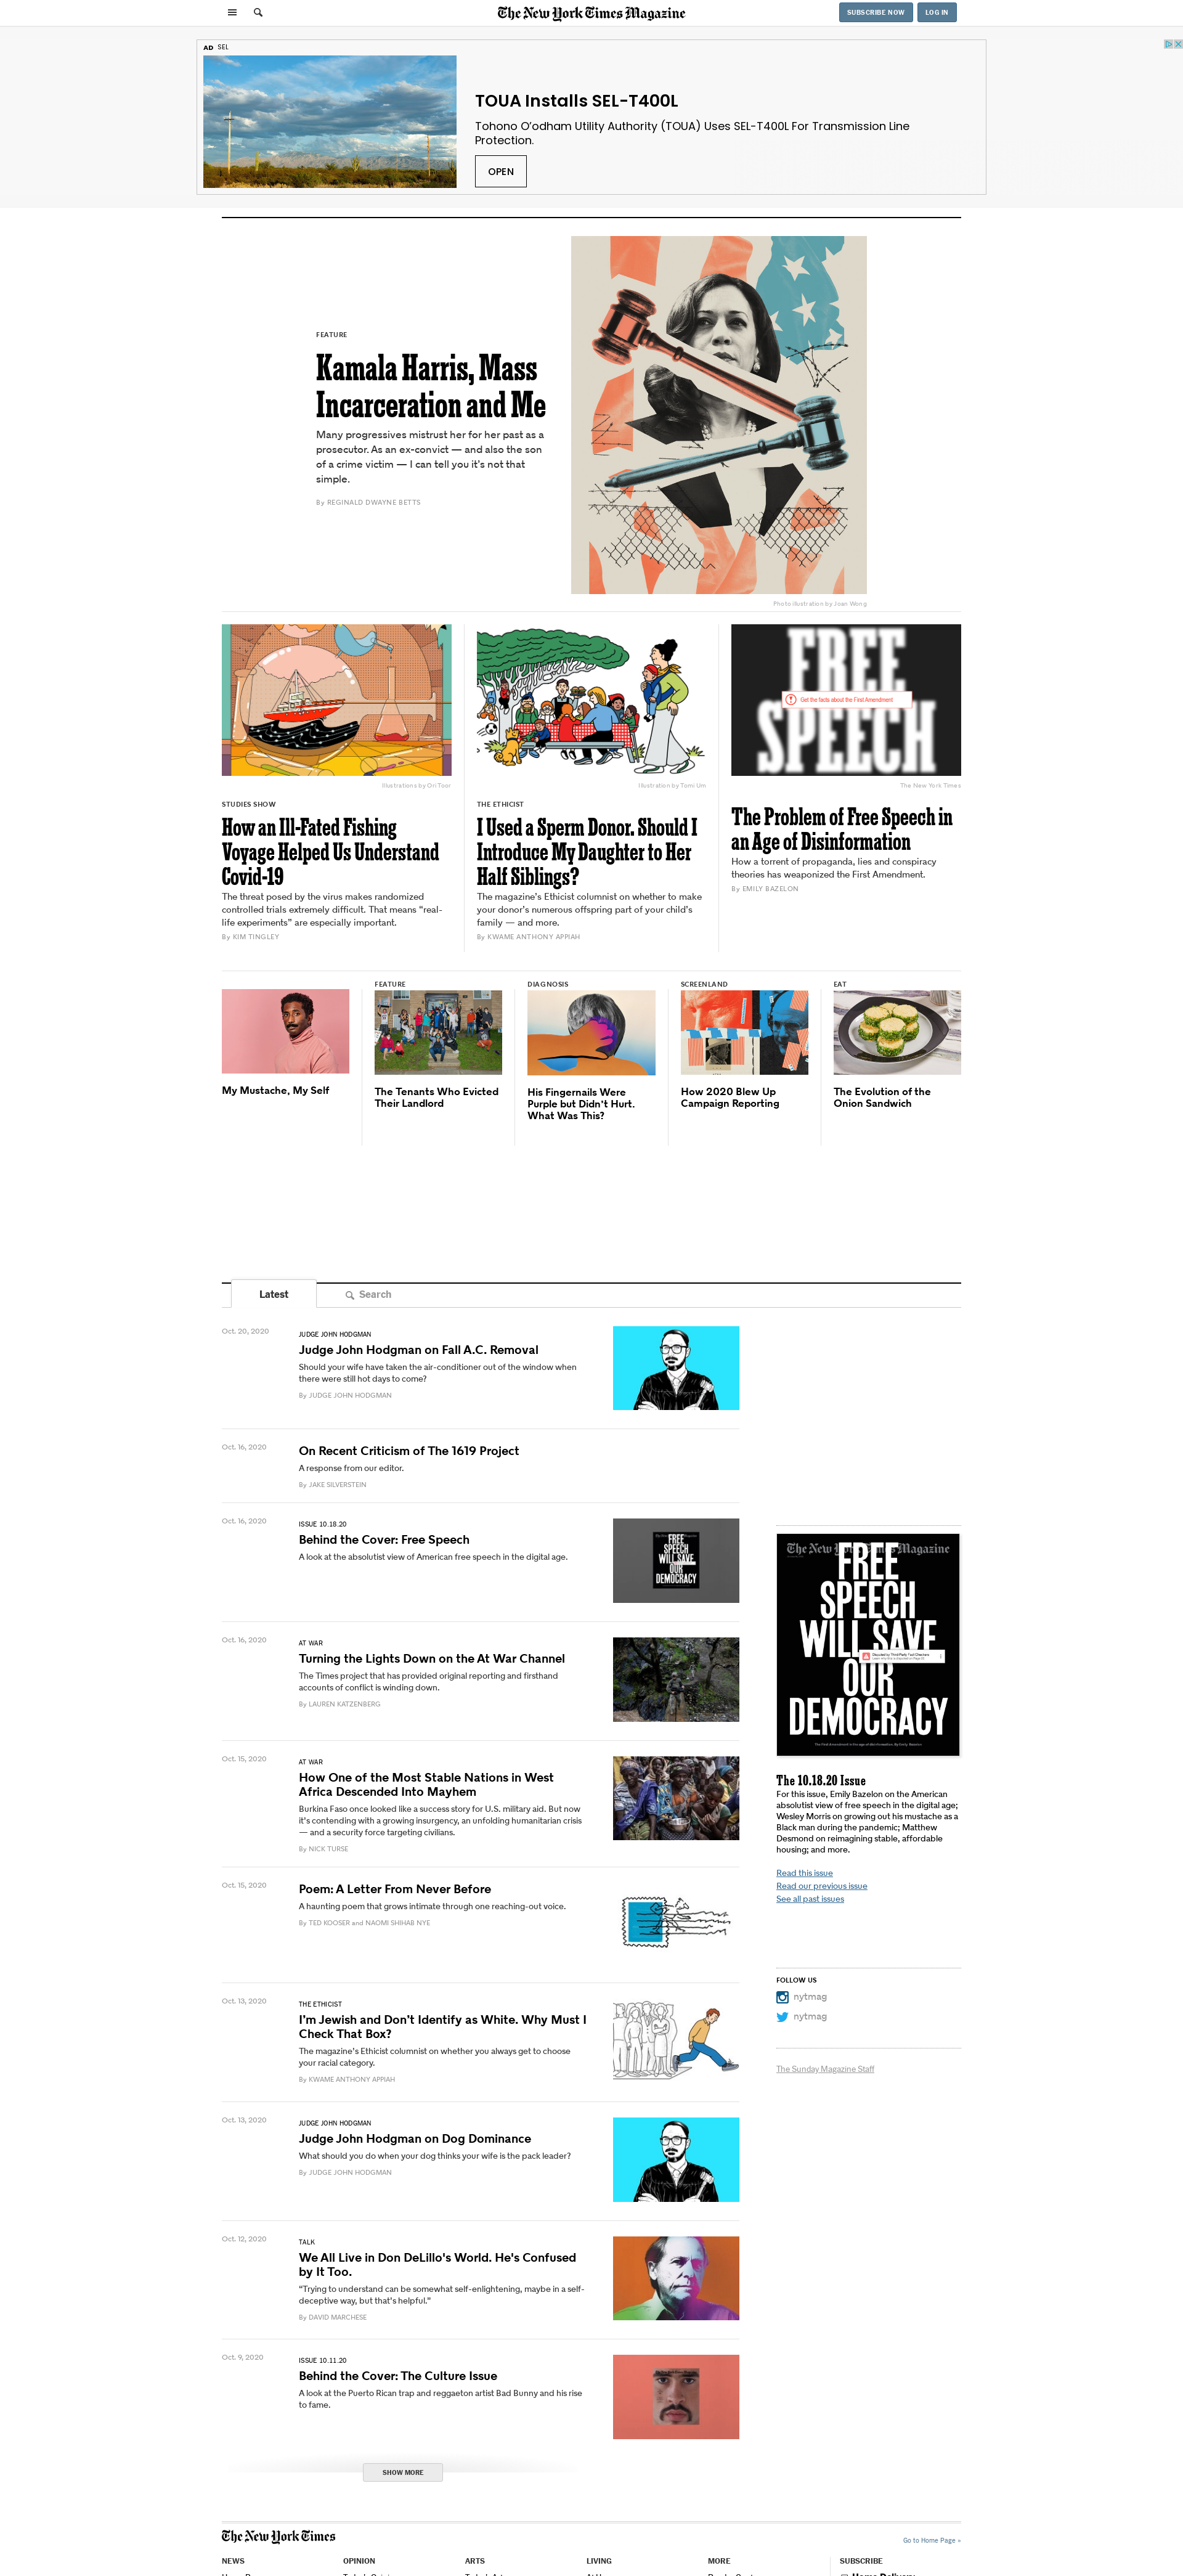 The New York Times Magazine
SUBSCRIBE NOW
LOG IN
AD SEL
TOUA Installs SEL-T400L
Tohono O'odham Utility Authority (TOUA) Uses SEL-T400L For Transmission Line
Protection.
OPEN
FEATURE
Kamala Harris, Mass
Incarceration and Me
Many progressives mistrust her for her past as a
prosecutor. As an ex-convict — and also the son
of a crime victim — I can tell you it's not that
simple.
By REGINALD DWAYNE BETTS
Photo illustration by Joan Wong
Illustrations by Ori Toor
STUDIES SHOW
How an Ill-Fated Fishing
Voyage Helped Us Understand
Covid-19
The threat posed by the virus makes randomized
controlled trials extremely difficult. That means "real-
life experiments" are especially important.
By KIM TINGLEY
Illustration by Tomi Um
THE ETHICIST
I Used a Sperm Donor. Should I
Introduce My Daughter to Her
Half Siblings?
The magazine's Ethicist columnist on whether to make
your donor's numerous offspring part of your child's
family — and more.
By KWAME ANTHONY APPIAH
FREE
SPEECH
Get the facts about the First Amendment
The New York Times
The Problem of Free Speech in
an Age of Disinformation
How a torrent of propaganda, lies and conspiracy
theories has weaponized the First Amendment.
By EMILY BAZELON
My Mustache, My Self
FEATURE
The Tenants Who Evicted
Their Landlord
DIAGNOSIS
His Fingernails Were
Purple but Didn't Hurt.
What Was This?
SCREENLAND
How 2020 Blew Up
Campaign Reporting
EAT
The Evolution of the
Onion Sandwich
Latest
Search
Oct. 20, 2020
JUDGE JOHN HODGMAN
Judge John Hodgman on Fall A.C. Removal
Should your wife have taken the air-conditioner out of the window when
there were still hot days to come?
By JUDGE JOHN HODGMAN
Oct. 16, 2020
On Recent Criticism of The 1619 Project
A response from our editor.
By JAKE SILVERSTEIN
Oct. 16, 2020
ISSUE 10.18.20
Behind the Cover: Free Speech
A look at the absolutist view of American free speech in the digital age.
FREE
SPEECH
WILL SAVE
OUR
DEMOCRACY
Oct. 16, 2020
AT WAR
Turning the Lights Down on the At War Channel
The Times project that has provided original reporting and firsthand
accounts of conflict is winding down.
By LAUREN KATZENBERG
Oct. 15, 2020
AT WAR
How One of the Most Stable Nations in West
Africa Descended Into Mayhem
Burkina Faso once looked like a success story for U.S. military aid. But now
it's contending with a growing insurgency, an unfolding humanitarian crisis
— and a security force targeting civilians.
By NICK TURSE
Oct. 15, 2020
Poem: A Letter From Never Before
A haunting poem that grows intimate through one reaching-out voice.
By TED KOOSER and NAOMI SHIHAB NYE
Oct. 13, 2020
THE ETHICIST
I'm Jewish and Don't Identify as White. Why Must I
Check That Box?
The magazine's Ethicist columnist on whether you always get to choose
your racial category.
By KWAME ANTHONY APPIAH
Oct. 13, 2020
JUDGE JOHN HODGMAN
Judge John Hodgman on Dog Dominance
What should you do when your dog thinks your wife is the pack leader?
By JUDGE JOHN HODGMAN
Oct. 12, 2020
TALK
We All Live in Don DeLillo's World. He's Confused
by It Too.
"Trying to understand can be somewhat self-enlightening, maybe in a self-
deceptive way, but that's helpful."
By DAVID MARCHESE
Oct. 9, 2020
ISSUE 10.11.20
Behind the Cover: The Culture Issue
A look at the Puerto Rican trap and reggaeton artist Bad Bunny and his rise
to fame.
SHOW MORE
The New York Times Magazine
FREE
SPEECH
WILL SAVE
OUR
DEMOCRACY
The 10.18.20 Issue
For this issue, Emily Bazelon on the American
absolutist view of free speech in the digital age;
Wesley Morris on growing out his mustache as a
Black man during the pandemic; Matthew
Desmond on reimagining stable, affordable
housing; and more.
Read this issue
Read our previous issue
See all past issues
FOLLOW US
nytmag
nytmag
The Sunday Magazine Staff
The New York Times
Go to Home Page »
NEWS
OPINION
ARTS
LIVING
MORE
SUBSCRIBE